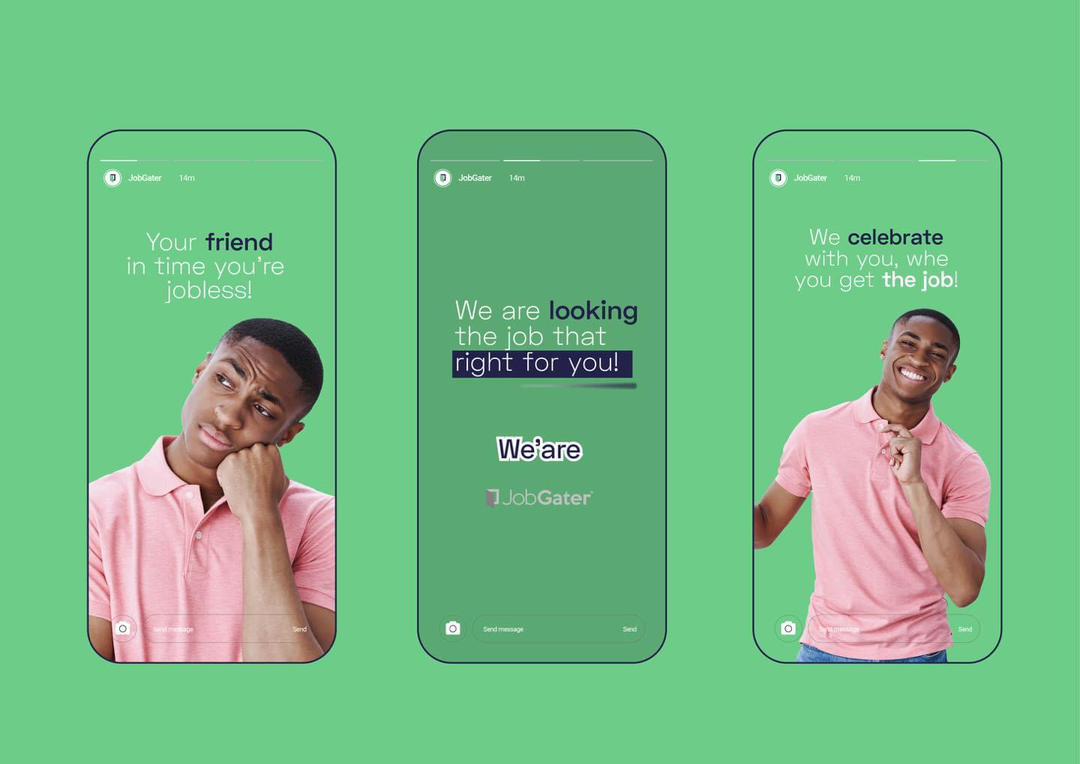 JobGater 14m
Your friend
in time you're
jobless!
Send message Send
JobGater 14m
We are looking
the job that
right for you!
We'are
JobGater
Send message Send
JobGater 14m
We celebrate
with you, whe
you get the job!
Send message Send